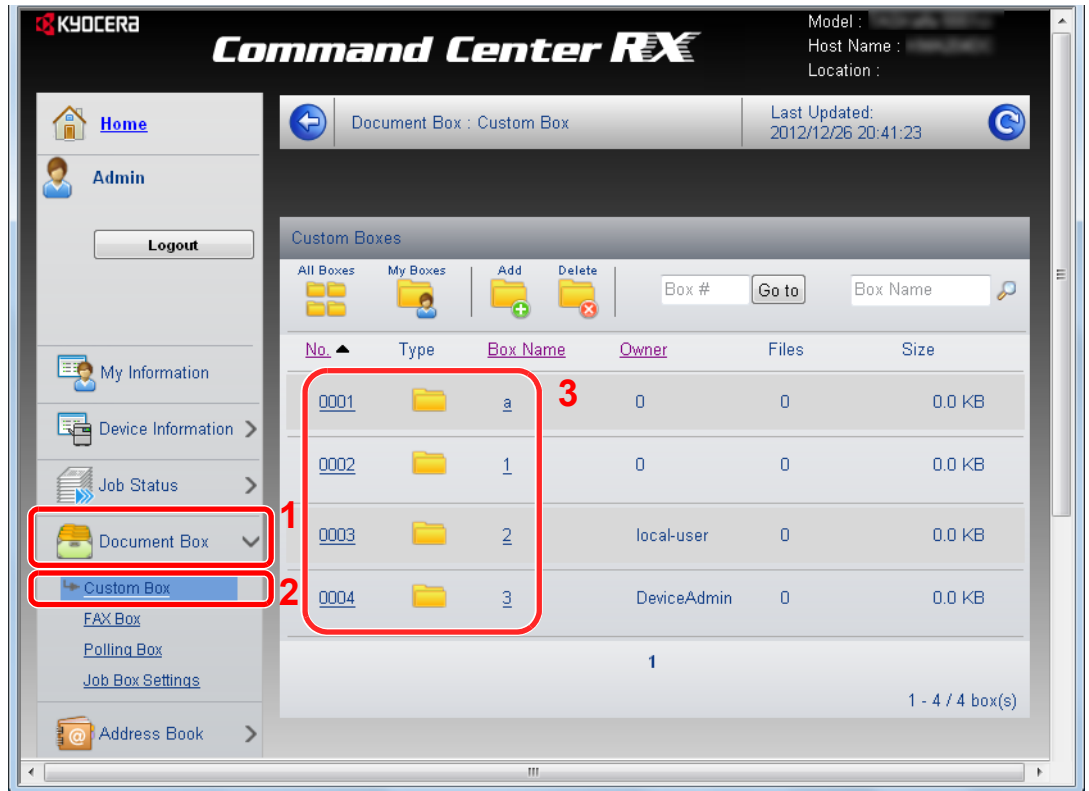 KYOCERA
Command Center RX
Model :
Host Name :
Location :
Home
Admin
Logout
My Information
Device Information
Job Status
1
Document Box
2
Custom Box
FAX Box
Polling Box
Job Box Settings
Address Book
Document Box : Custom Box
Last Updated:
2012/12/26 20:41:23
Custom Boxes
All Boxes My Boxes Add Delete
Box # Go to Box Name
No. Type Box Name Owner Files Size
3
0001 a 0 0 0.0 KB
0002 1 0 0 0.0 KB
0003 2 local-user 0 0.0 KB
0004 3 DeviceAdmin 0 0.0 KB
1
1 - 4 / 4 box(s)